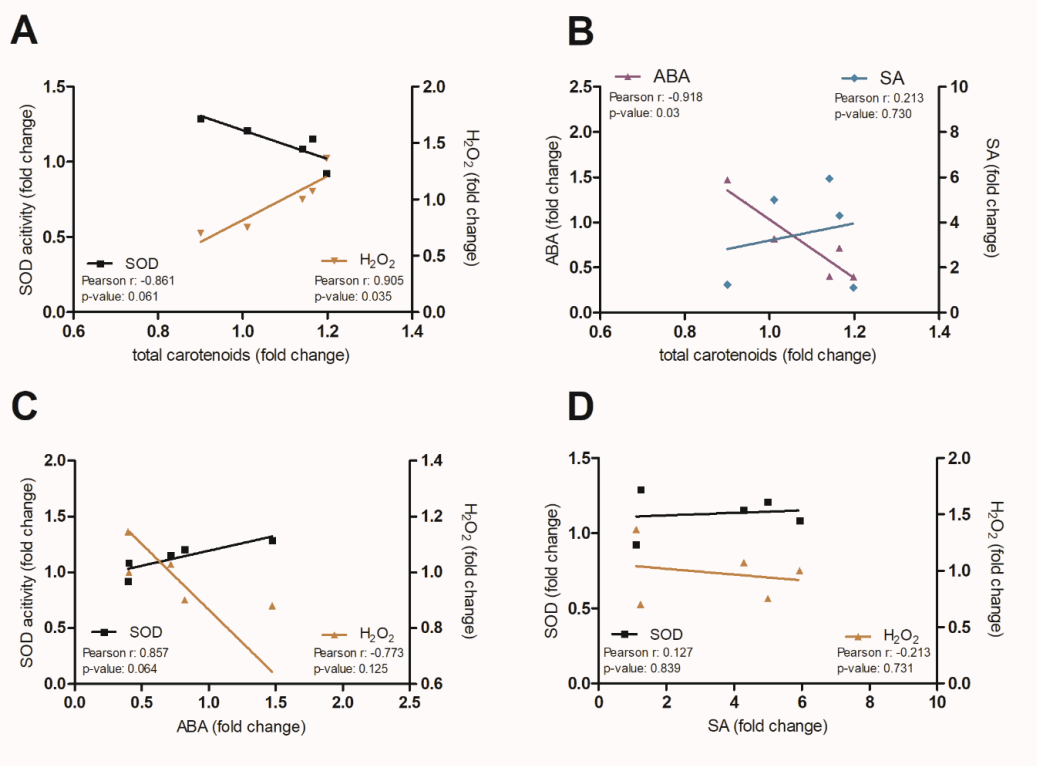 A
1.5
1.0
0.5
0.0
SOD acitivity (fold change)
2.0
1.5
1.0
0.5
0.0
H₂O₂ (fold change)
SOD
Pearson r: -0.861
p-value: 0.061
H₂O₂
Pearson r: 0.905
p-value: 0.035
0.6 0.8 1.0 1.2 1.4
total carotenoids (fold change)
B
2.5
2.0
1.5
1.0
0.5
0.0
ABA (fold change)
10
8
6
4
2
0
SA (fold change)
ABA
Pearson r: -0.918
p-value: 0.03
SA
Pearson r: 0.213
p-value: 0.730
0.6 0.8 1.0 1.2 1.4
total carotenoids (fold change)
C
2.0
1.5
1.0
0.5
0.0
SOD acitivity (fold change)
1.4
1.2
1.0
0.8
0.6
H₂O₂ (fold change)
SOD
Pearson r: 0.857
p-value: 0.064
H₂O₂
Pearson r: -0.773
p-value: 0.125
0.0 0.5 1.0 1.5 2.0 2.5
ABA (fold change)
D
1.5
1.0
0.5
0.0
SOD (fold change)
2.0
1.5
1.0
0.5
0.0
H₂O₂ (fold change)
SOD
Pearson r: 0.127
p-value: 0.839
H₂O₂
Pearson r: -0.213
p-value: 0.731
0 2 4 6 8 10
SA (fold change)